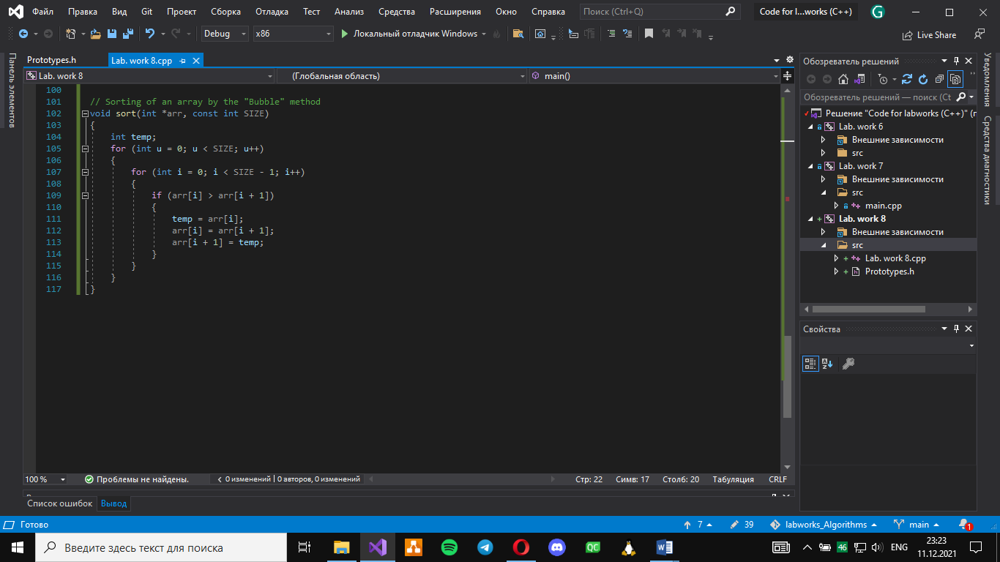 Файл Правка Вид Git Проект Сборка Отладка Тест Анализ Средства Расширения Окно Справка Поиск (Ctrl+Q) Code for l...works (C++) G
Debug x86 Локальный отладчик Windows Live Share
Панель элементов
Prototypes.h Lab. work 8.cpp
Lab. work 8 (Глобальная область) main()
100
101 // Sorting of an array by the "Bubble" method
102 void sort(int *arr, const int SIZE)
103 {
104 int temp;
105 for (int u = 0; u < SIZE; u++)
106 {
107 for (int i = 0; i < SIZE - 1; i++)
108 {
109 if (arr[i] > arr[i + 1])
110 {
111 temp = arr[i];
112 arr[i] = arr[i + 1];
113 arr[i + 1] = temp;
114 }
115 }
116 }
117 }
100 % Проблемы не найдены. 0 изменений | 0 авторов, 0 изменений Стр: 22 Симв: 17 Столб: 20 Табуляция CRLF
Список ошибок Вывод
Обозреватель решений
Обозреватель решений — поиск (Ct
Решение "Code for labworks (C++)" (г
Lab. work 6
Внешние зависимости
src
Lab. work 7
Внешние зависимости
src
main.cpp
Lab. work 8
Внешние зависимости
src
Lab. work 8.cpp
Prototypes.h
Свойства
Уведомления
Средства диагностики
Готово 7 39 labworks_Algorithms main 1
Введите здесь текст для поиска QC 46 ENG 23:23
11.12.2021